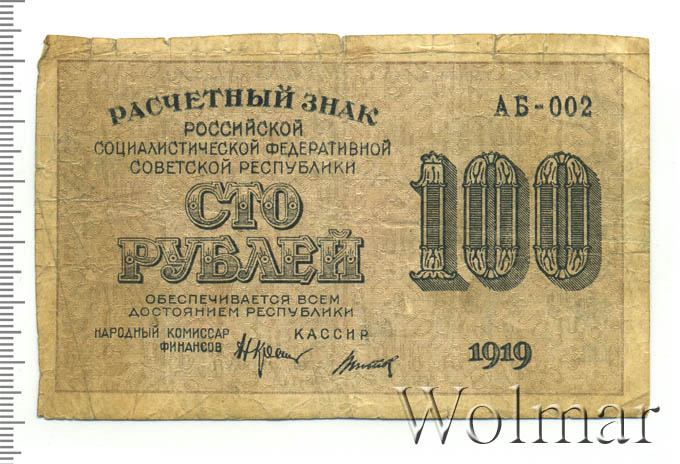 РАСЧЕТНЫЙ ЗНАК
РОССИЙСКОЙ
СОЦИАЛИСТИЧЕСКОЙ ФЕДЕРАТИВНОЙ
СОВЕТСКОЙ РЕСПУБЛИКИ
СТО
РУБЛЕЙ
ОБЕСПЕЧИВАЕТСЯ ВСЕМ
ДОСТОЯНИЕМ РЕСПУБЛИКИ
НАРОДНЫЙ КОМИССАР
ФИНАНСОВ
КАССИР
АБ-002
100
1919
Wolmar